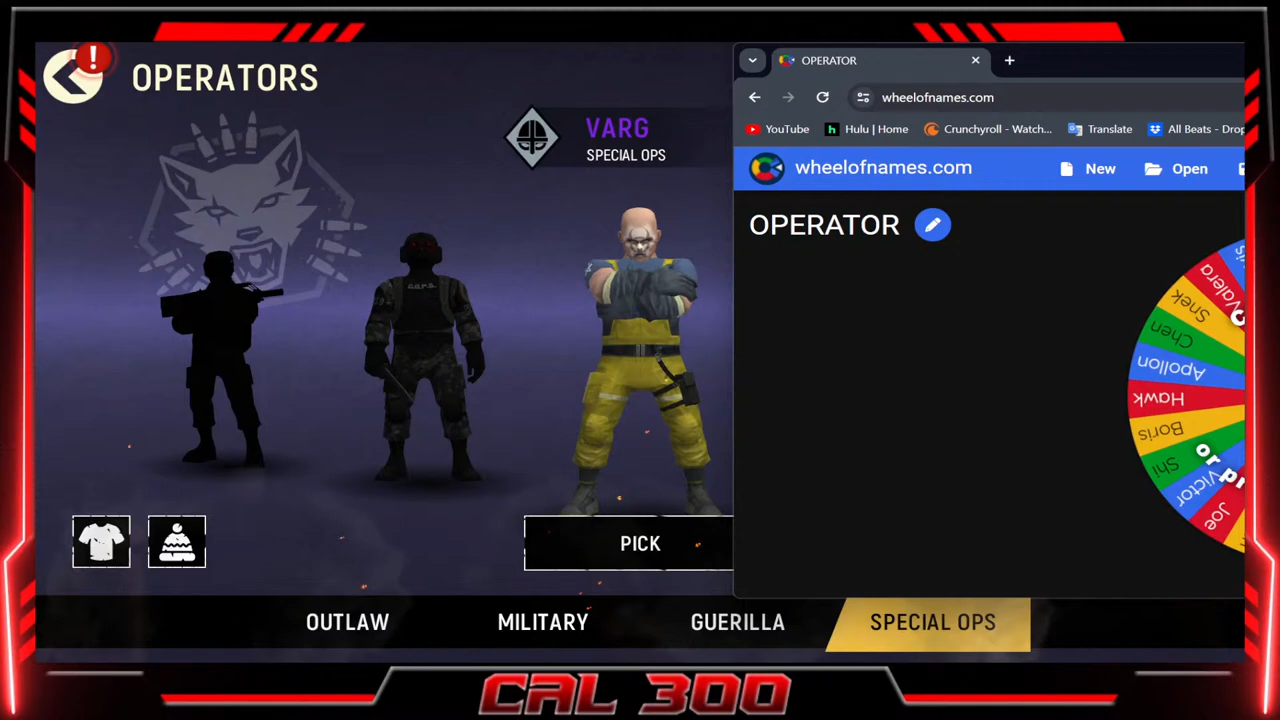 !
OPERATORS
VARG
SPECIAL OPS
PICK
OUTLAW
MILITARY
GUERILLA
SPECIAL OPS
OPERATOR
wheelofnames.com
YouTube
Hulu | Home
Crunchyroll - Watch...
Translate
All Beats - Drop
wheelofnames.com
New
Open
OPERATOR
Valera
Snek
Chen
Apollon
Hawk
Boris
Shi
Victor
Joe
or pi
CAL 300